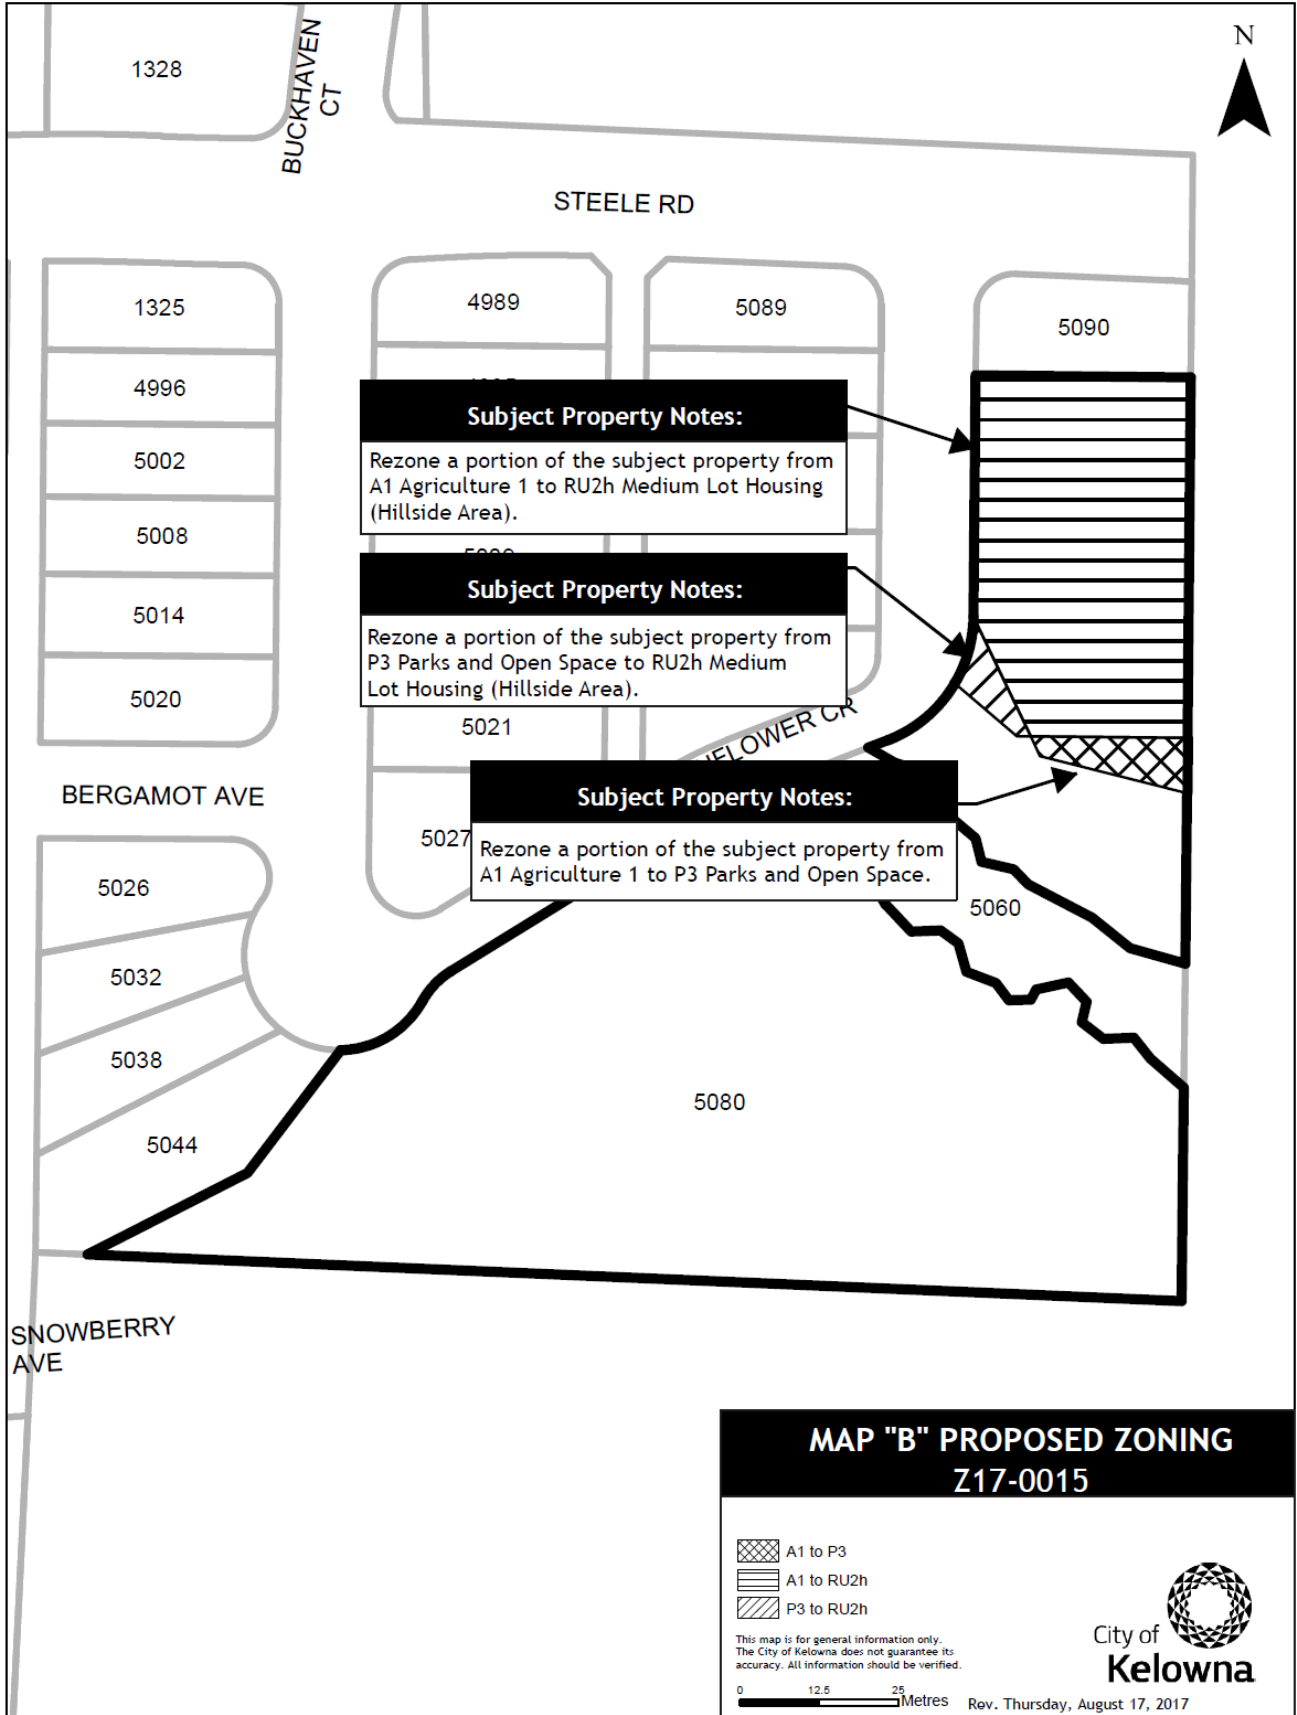 N
1328
BUCKHAVEN
CT
STEELE RD
1325
4989
5089
5090
4996
5002
5008
5014
5020
Subject Property Notes:
Rezone a portion of the subject property from
A1 Agriculture 1 to RU2h Medium Lot Housing
(Hillside Area).
Subject Property Notes:
Rezone a portion of the subject property from
P3 Parks and Open Space to RU2h Medium
Lot Housing (Hillside Area).
5021
CR
BERGAMOT AVE
Subject Property Notes:
Rezone a portion of the subject property from
A1 Agriculture 1 to P3 Parks and Open Space.
5027
5026
5060
5032
5038
5080
5044
SNOWBERRY
AVE
MAP "B" PROPOSED ZONING
Z17-0015
A1 to P3
A1 to RU2h
P3 to RU2h
This map is for general information only.
The City of Kelowna does not guarantee its
accuracy. All information should be verified.
0 12.5 25
Metres
City of
Kelowna
Rev. Thursday, August 17, 2017